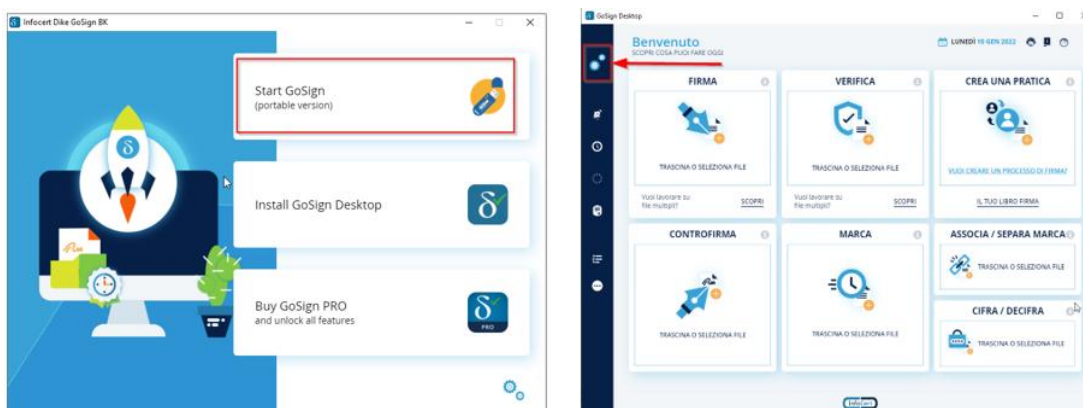 Infocert Dike GoSign BK
Start GoSign
(portable version)
Install GoSign Desktop
Buy GoSign PRO
and unlock all features
PRO
GoSign Desktop
Benvenuto
SCOPRI COSA PUOI FARE OGGI
LUNEDÌ 10 GEN 2022
FIRMA
TRASCINA O SELEZIONA FILE
Vuoi lavorare su
file multipli?
SCOPRI
VERIFICA
TRASCINA O SELEZIONA FILE
Vuoi lavorare su
file multipli?
SCOPRI
CREA UNA PRATICA
VUOI CREARE UN PROCESSO DI FIRMA?
IL TUO LIBRO FIRMA
CONTROFIRMA
TRASCINA O SELEZIONA FILE
MARCA
TRASCINA O SELEZIONA FILE
ASSOCIA / SEPARA MARCA
TRASCINA O SELEZIONA FILE
CIFRA / DECIFRA
TRASCINA O SELEZIONA FILE
InfoCert